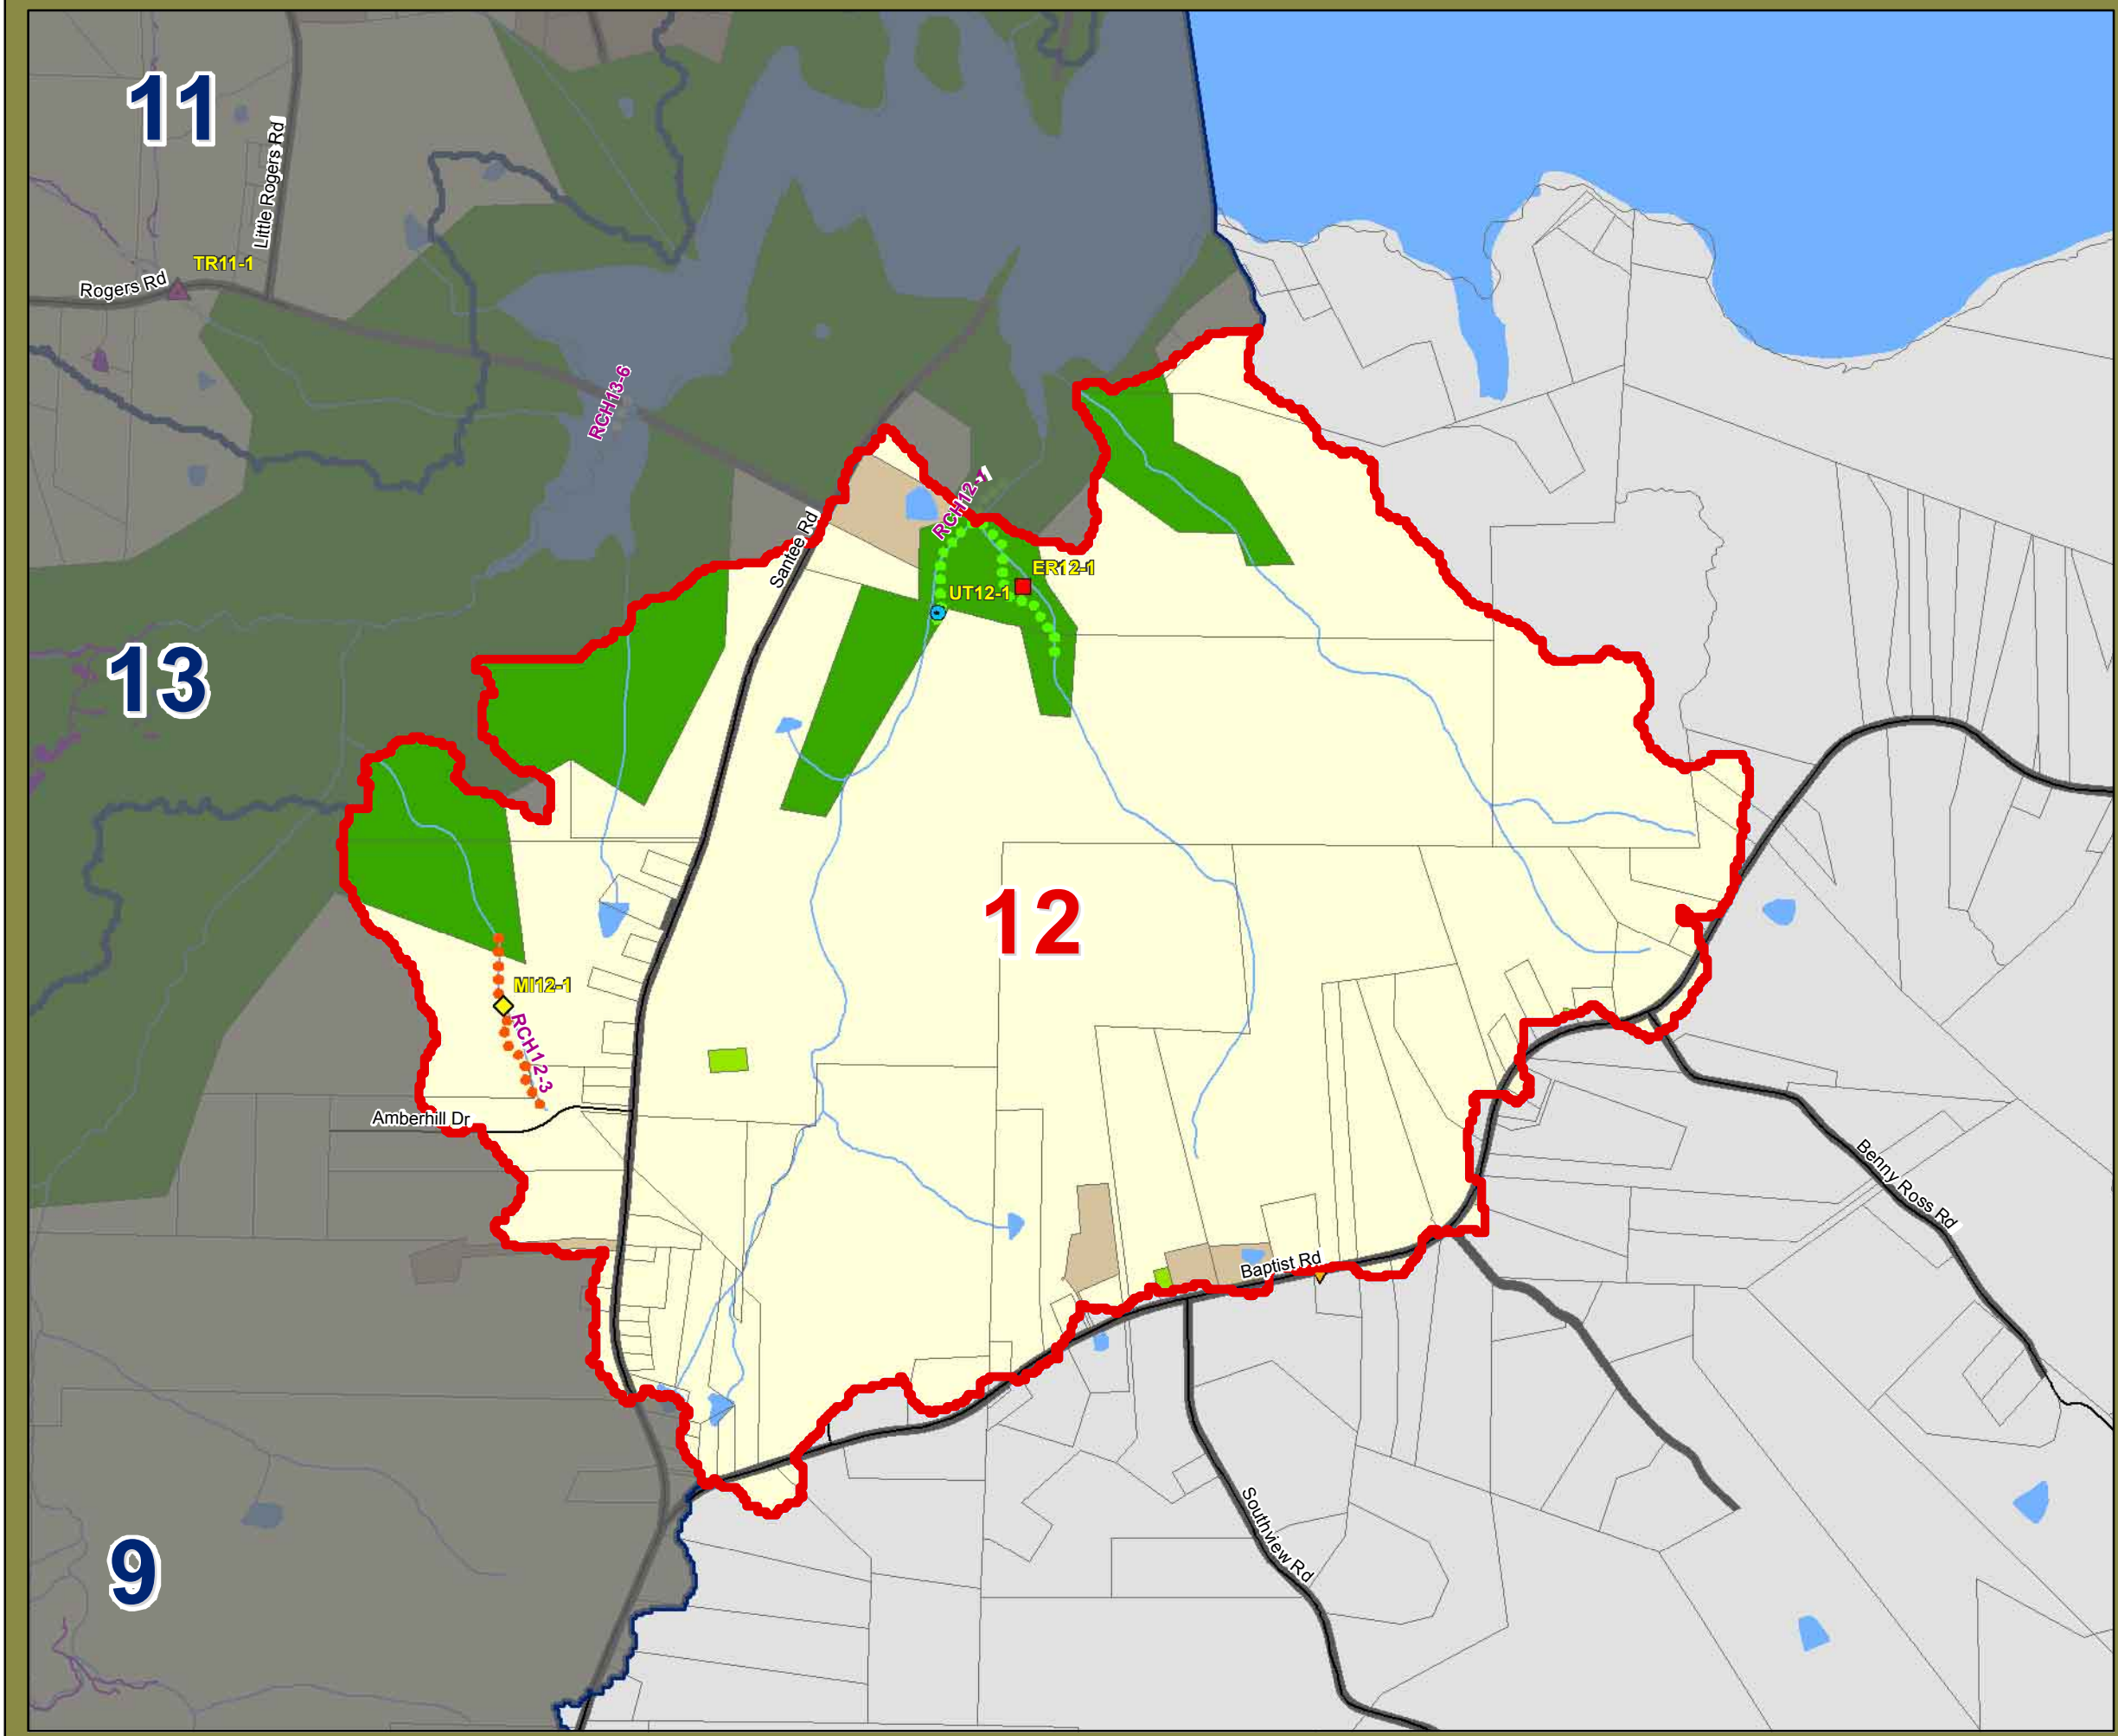 11
Little Rogers Rd
TR11-1
Rogers Rd
RCH13-6
RCH12-1
Santee Rd
ER12-1
UT12-1
13
12
MI12-1
RCH12-3
Amberhill Dr
Benny Ross Rd
Baptist Rd
Southview Rd
9